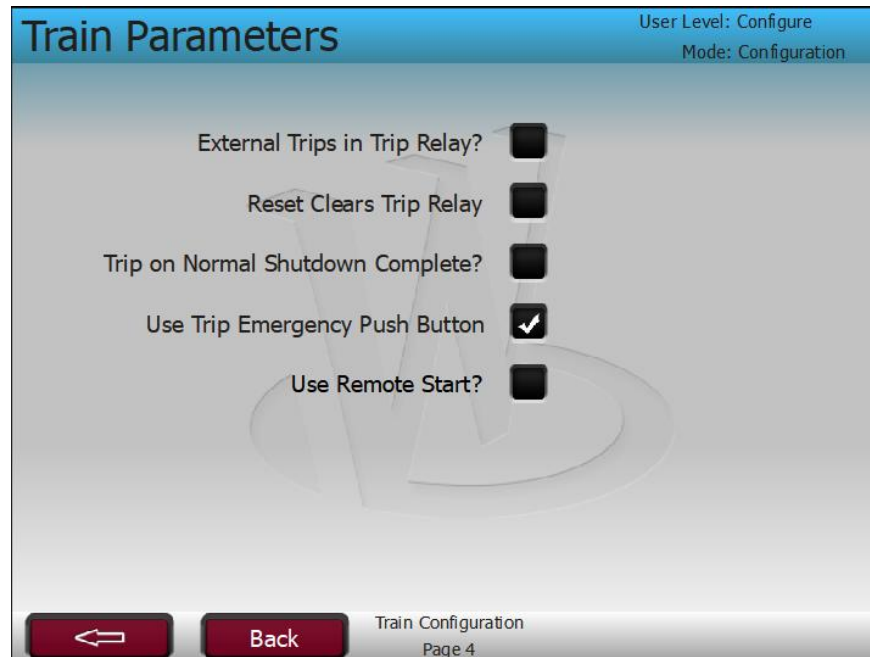 Train Parameters
User Level: Configure
Mode: Configuration
External Trips in Trip Relay?
Reset Clears Trip Relay
Trip on Normal Shutdown Complete?
Use Trip Emergency Push Button
Use Remote Start?
Back
Train Configuration
Page 4